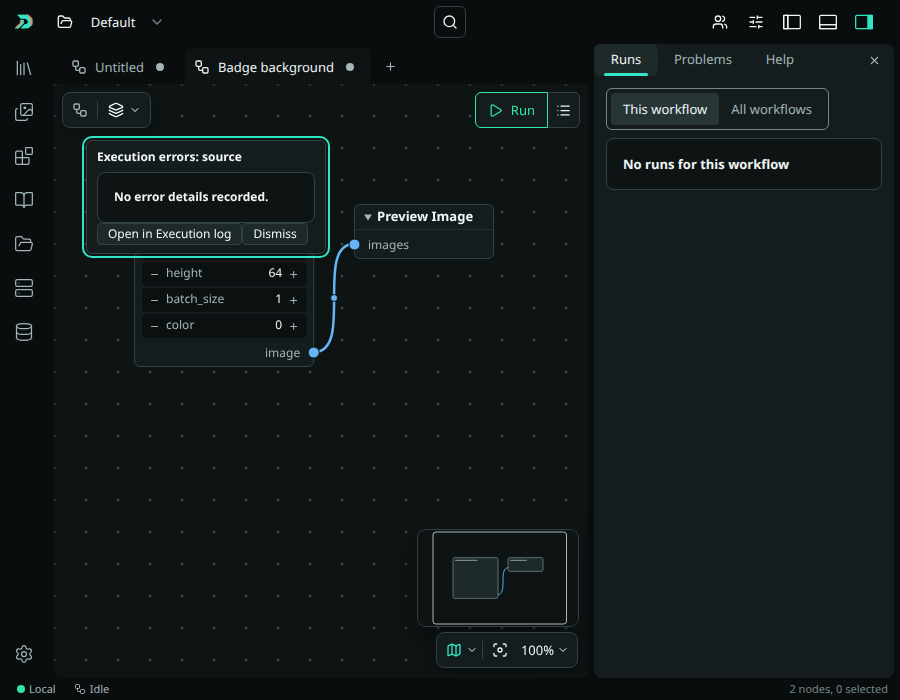 Default
Untitled
Badge background
Run
Execution errors: source
No error details recorded.
Open in Execution log
Dismiss
Preview Image
images
height 64
batch_size 1
color 0
image
100%
Runs
Problems
Help
This workflow
All workflows
No runs for this workflow
Local
Idle
2 nodes, 0 selected